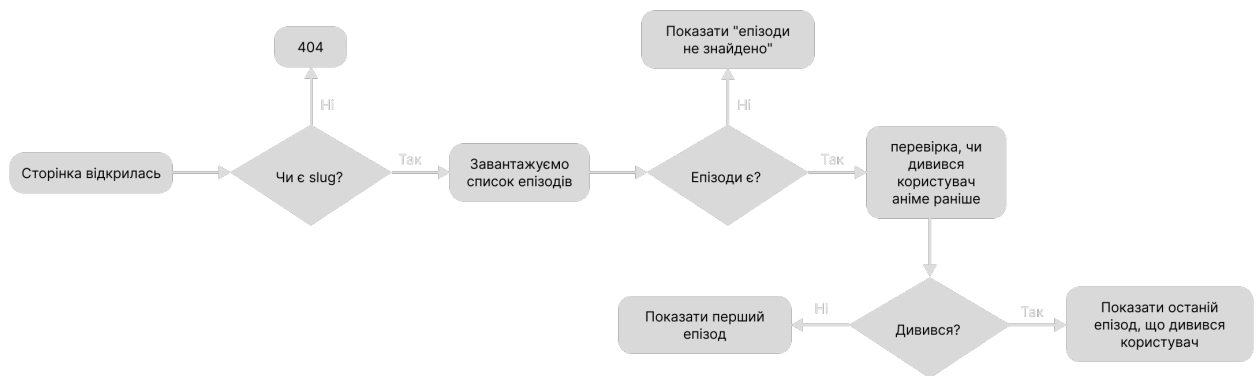 Сторінка відкрилась
Чи є slug?
Ні
404
Так
Завантажуємо
список епізодів
Епізоди є?
Ні
Показати "епізоди
не знайдено"
Так
перевірка, чи
дивився
користувач
аніме раніше
Дивився?
Ні
Показати перший
епізод
Так
Показати останій
епізод, що дивився
користувач